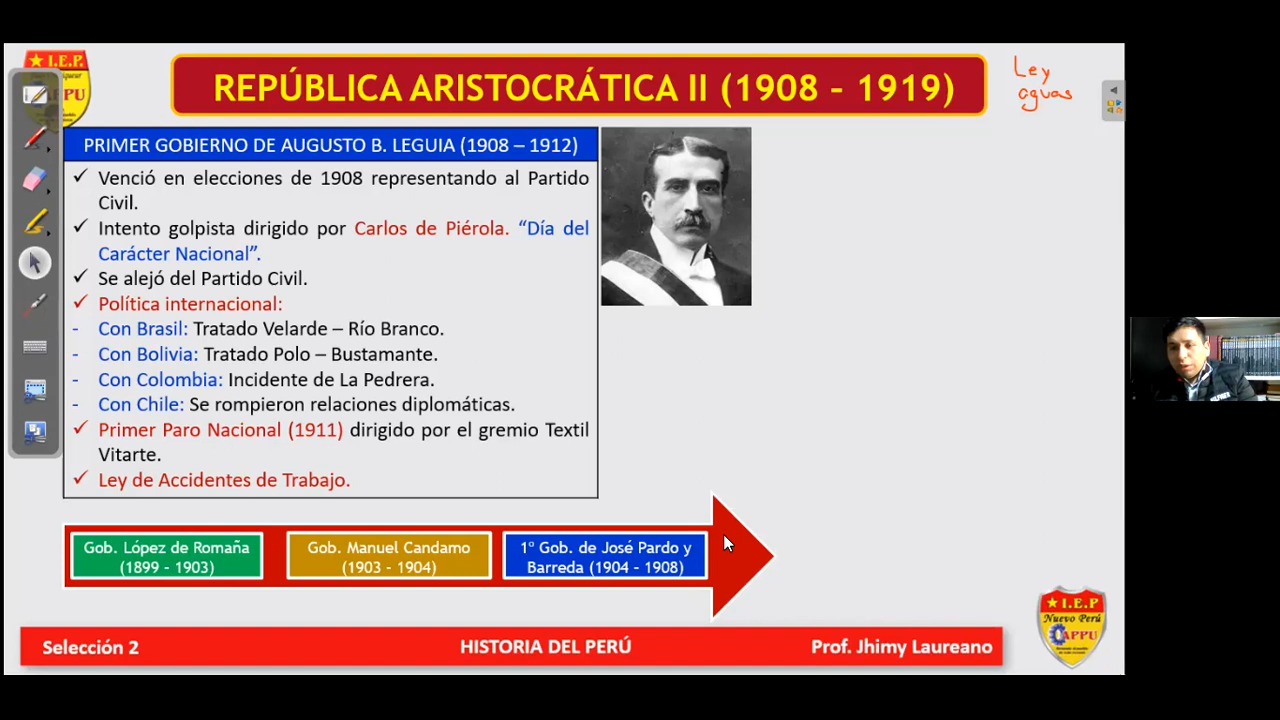 ★ I.E.P.
APPU
REPÚBLICA ARISTOCRÁTICA II (1908 - 1919)
Ley
aguas
PRIMER GOBIERNO DE AUGUSTO B. LEGUIA (1908 – 1912)
✓ Venció en elecciones de 1908 representando al Partido
Civil.
✓ Intento golpista dirigido por Carlos de Piérola. “Día del
Carácter Nacional”.
✓ Se alejó del Partido Civil.
✓ Política internacional:
- Con Brasil: Tratado Velarde – Río Branco.
- Con Bolivia: Tratado Polo – Bustamante.
- Con Colombia: Incidente de La Pedrera.
- Con Chile: Se rompieron relaciones diplomáticas.
✓ Primer Paro Nacional (1911) dirigido por el gremio Textil
Vitarte.
✓ Ley de Accidentes de Trabajo.
Gob. López de Romaña
(1899 - 1903)
Gob. Manuel Candamo
(1903 - 1904)
1° Gob. de José Pardo y
Barreda (1904 - 1908)
★ I.E.P
Nuevo Perú
CAPPU
Selección 2
HISTORIA DEL PERÚ
Prof. Jhimy Laureano